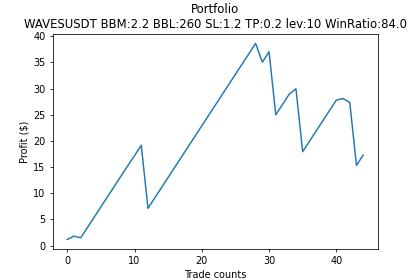 Portfolio
WAVESUSDT BBM:2.2 BBL:260 SL:1.2 TP:0.2 lev:10 WinRatio:84.0
40
35
30
25
20
15
10
5
0
Profit ($)
0 10 20 30 40
Trade counts